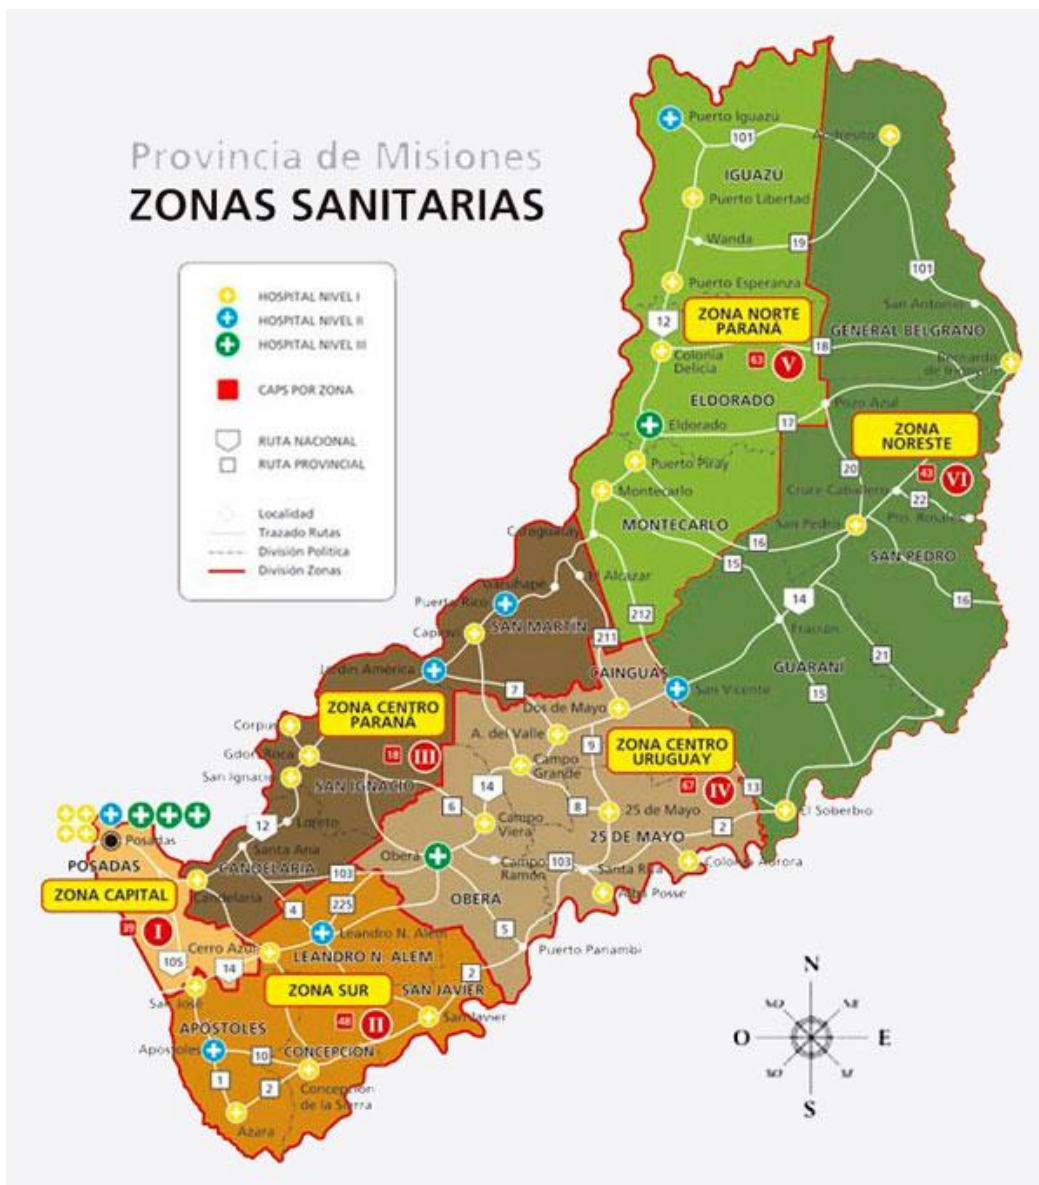 Provincia de Misiones
ZONAS SANITARIAS
HOSPITAL NIVEL I
HOSPITAL NIVEL II
HOSPITAL NIVEL III
CAPS POR ZONA
RUTA NACIONAL
RUTA PROVINCIAL
Localidad
Trazado Rutas
División Política
División Zonas
Puerto Iguazú
101
Andresito
IGUAZÚ
Puerto Libertad
Wanda
19
101
Puerto Esperanza
San Antonio
ZONA NORTE
PARANÁ
12
GENERAL BELGRANO
18
Colonia
Delicia
63
V
Bernardo
de Irigoyen
ELDORADO
Pozo Azul
Eldorado
17
ZONA
NORESTE
Puerto Piray
20
43
VI
Montecarlo
Cruce Caballero
22
MONTECARLO
San Pedro
Pto. Rosales
Caraguatay
16
SAN PEDRO
15
El Alcazar
Garuhapé
14
16
Puerto Rico
212
SAN MARTÍN
Capioví
211
Fracrán
21
Jardín América
CAINGUAS
GUARANÍ
7
San Vicente
15
ZONA CENTRO
PARANÁ
Dos de Mayo
Corpus
A. del Valle
9
ZONA CENTRO
URUGUAY
Gdor. Roca
18
III
Campo
Grande
San Ignacio
SAN IGNACIO
14
67
IV
13
6
8
25 de Mayo
El Soberbio
Campo
Viera
2
12
Loreto
25 DE MAYO
Posadas
Santa Ana
Oberá
POSADAS
CANDELARIA
103
Campo
Ramón
103
Santa Rita
Colonia Aurora
ZONA CAPITAL
Candelaria
OBERA
Alba Posse
4
225
39
I
5
Leandro N. Alem
Cerro Azul
Puerto Panambí
105
14
LEANDRO N. ALEM
2
ZONA SUR
SAN JAVIER
San José
48
II
San Javier
APOSTOLES
Apóstoles
10
CONCEPCION
1
2
Concepción
de la Sierra
Azara
N
O
E
S